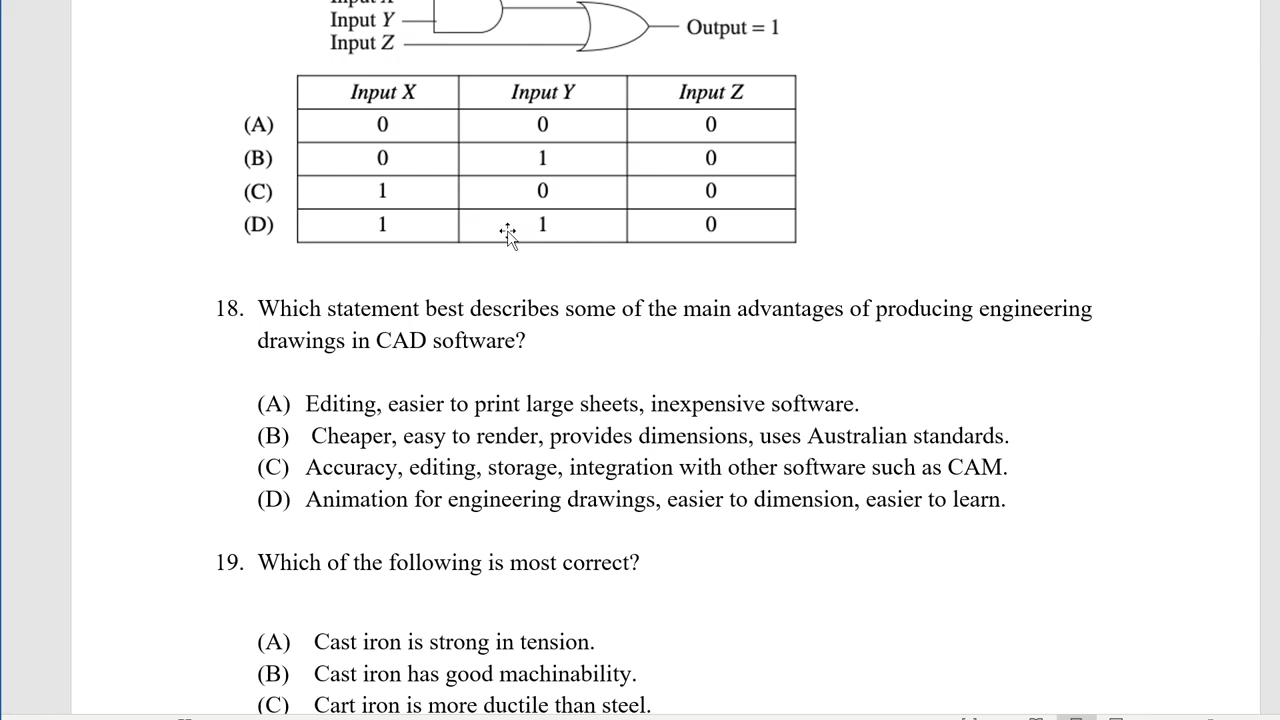 Input Y
Input Z
Output = 1
Input X Input Y Input Z
(A) 0 0 0
(B) 0 1 0
(C) 1 0 0
(D) 1 1 0
18. Which statement best describes some of the main advantages of producing engineering
drawings in CAD software?
(A) Editing, easier to print large sheets, inexpensive software.
(B) Cheaper, easy to render, provides dimensions, uses Australian standards.
(C) Accuracy, editing, storage, integration with other software such as CAM.
(D) Animation for engineering drawings, easier to dimension, easier to learn.
19. Which of the following is most correct?
(A) Cast iron is strong in tension.
(B) Cast iron has good machinability.
(C) Cart iron is more ductile than steel.